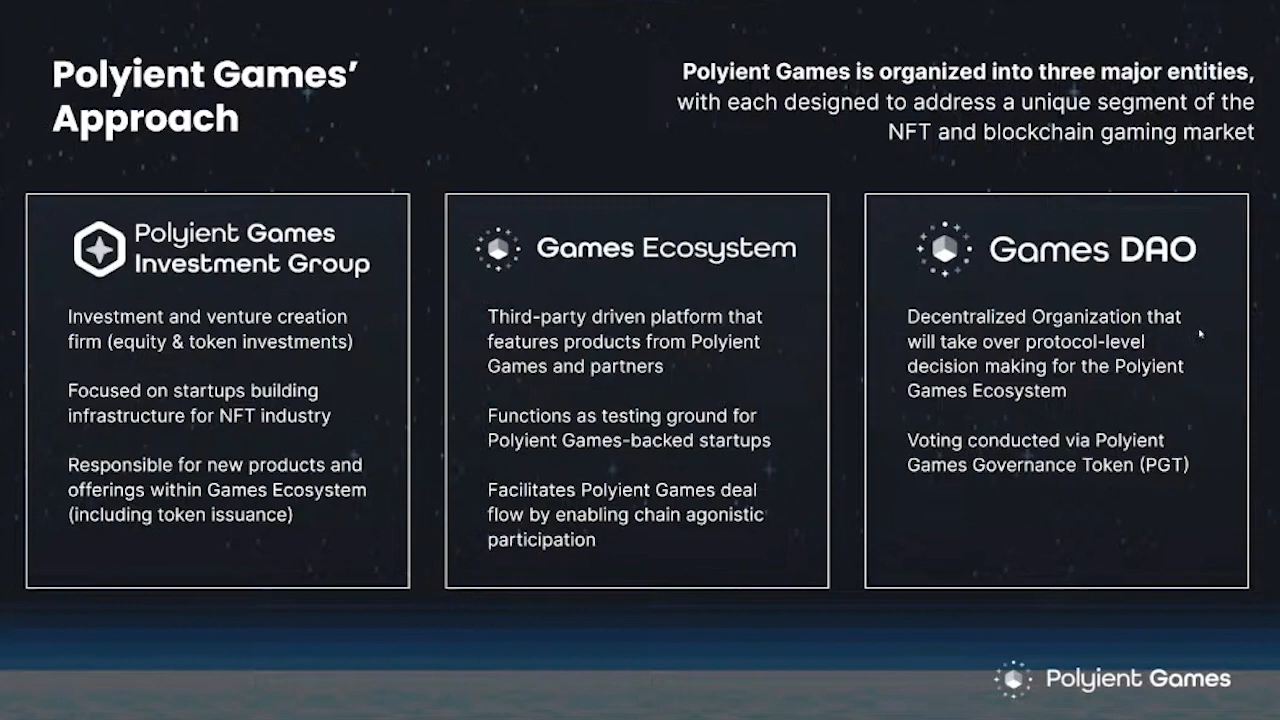 Polyient Games’
Approach
Polyient Games is organized into three major entities,
with each designed to address a unique segment of the
NFT and blockchain gaming market
Polyient Games
Investment Group
Investment and venture creation
firm (equity & token investments)
Focused on startups building
infrastructure for NFT industry
Responsible for new products and
offerings within Games Ecosystem
(including token issuance)
Games Ecosystem
Third-party driven platform that
features products from Polyient
Games and partners
Functions as testing ground for
Polyient Games-backed startups
Facilitates Polyient Games deal
flow by enabling chain agonistic
participation
Games DAO
Decentralized Organization that
will take over protocol-level
decision making for the Polyient
Games Ecosystem
Voting conducted via Polyient
Games Governance Token (PGT)
Polyient Games